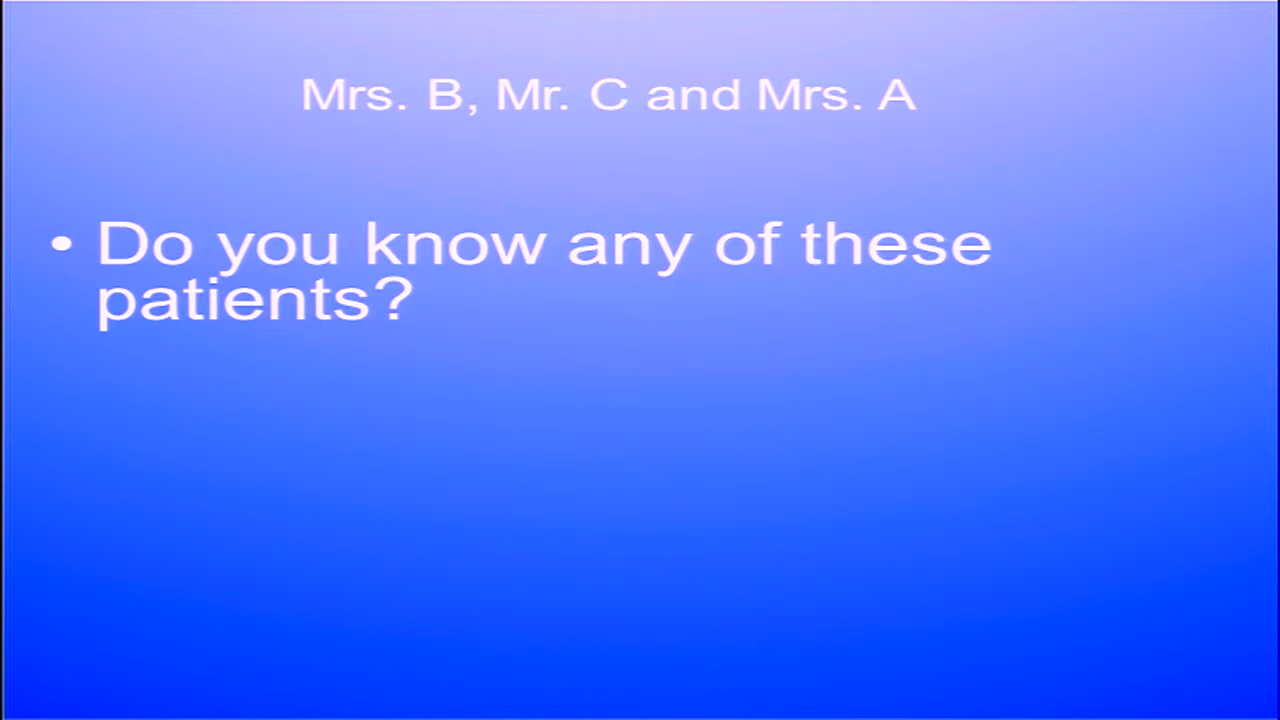 Mrs. B, Mr. C and Mrs. A
• Do you know any of these
patients?